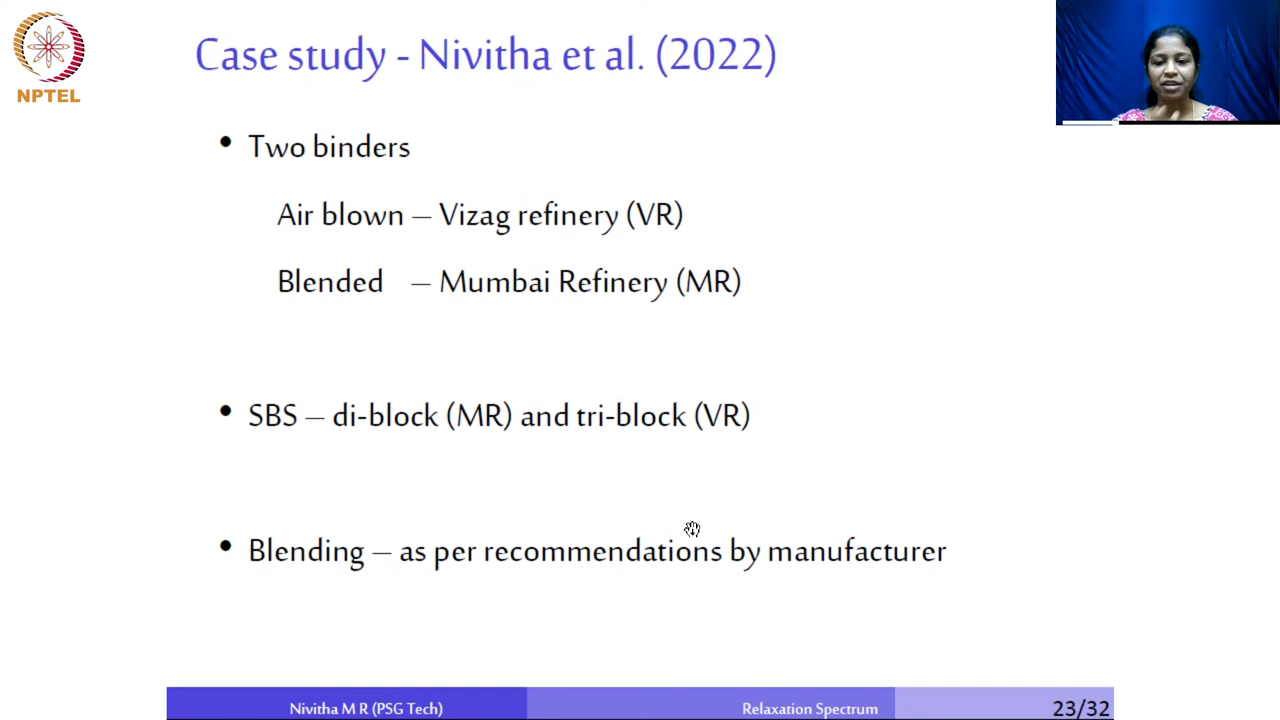 Case study - Nivitha et al. (2022)
NPTEL
• Two binders
Air blown – Vizag refinery (VR)
Blended – Mumbai Refinery (MR)
• SBS – di-block (MR) and tri-block (VR)
• Blending – as per recommendations by manufacturer
Nivitha M R (PSG Tech) Relaxation Spectrum 23/32